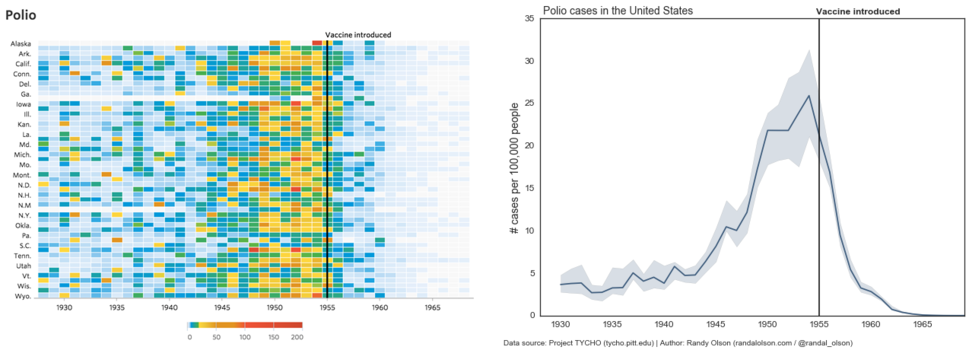 Polio
Vaccine introduced
Alaska
Ark.
Calif.
Conn.
Del.
Ga.
Iowa
Ill.
Kan.
La.
Md.
Mich.
Mo.
Mont.
N.D.
N.H.
N.M
N.Y.
Okla.
Pa.
S.C.
Tenn.
Utah
Vt.
Wis.
Wyo.
1930 1935 1940 1945 1950 1955 1960 1965
0 50 100 150 200
Polio cases in the United States
Vaccine introduced
# cases per 100,000 people
35
30
25
20
15
10
5
0
1930 1935 1940 1945 1950 1955 1960 1965
Data source: Project TYCHO (tycho.pitt.edu) | Author: Randy Olson (randalolson.com / @randal_olson)